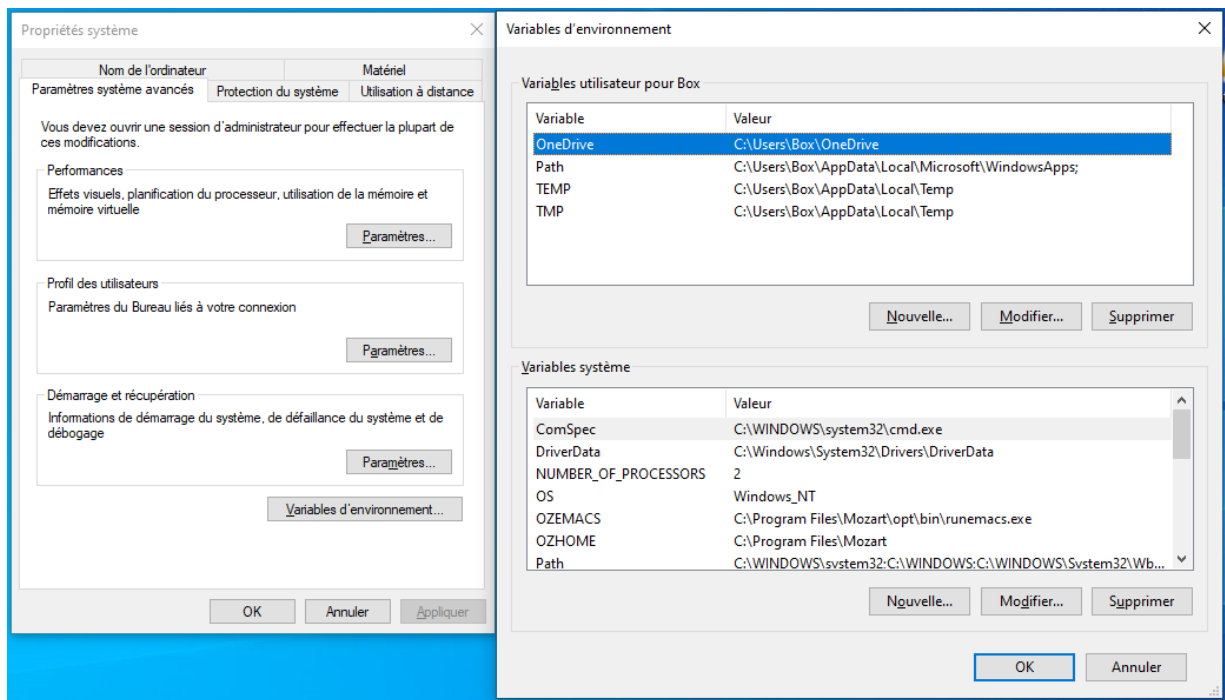 Propriétés système
Nom de l'ordinateur
Matériel
Paramètres système avancés
Protection du système
Utilisation à distance
Vous devez ouvrir une session d'administrateur pour effectuer la plupart de
ces modifications.
Performances
Effets visuels, planification du processeur, utilisation de la mémoire et
mémoire virtuelle
Paramètres...
Profil des utilisateurs
Paramètres du Bureau liés à votre connexion
Paramètres...
Démarrage et récupération
Informations de démarrage du système, de défaillance du système et de
débogage
Paramètres...
Variables d'environnement...
OK
Annuler
Appliquer
Variables d'environnement
Variables utilisateur pour Box
Variable Valeur
OneDrive C:\Users\Box\OneDrive
Path C:\Users\Box\AppData\Local\Microsoft\WindowsApps;
TEMP C:\Users\Box\AppData\Local\Temp
TMP C:\Users\Box\AppData\Local\Temp
Nouvelle...
Modifier...
Supprimer
Variables système
Variable Valeur
ComSpec C:\WINDOWS\system32\cmd.exe
DriverData C:\Windows\System32\Drivers\DriverData
NUMBER_OF_PROCESSORS 2
OS Windows_NT
OZEMACS C:\Program Files\Mozart\opt\bin\runemacs.exe
OZHOME C:\Program Files\Mozart
Path C:\WINDOWS\system32;C:\WINDOWS;C:\WINDOWS\System32\Wb...
Nouvelle...
Modifier...
Supprimer
OK
Annuler